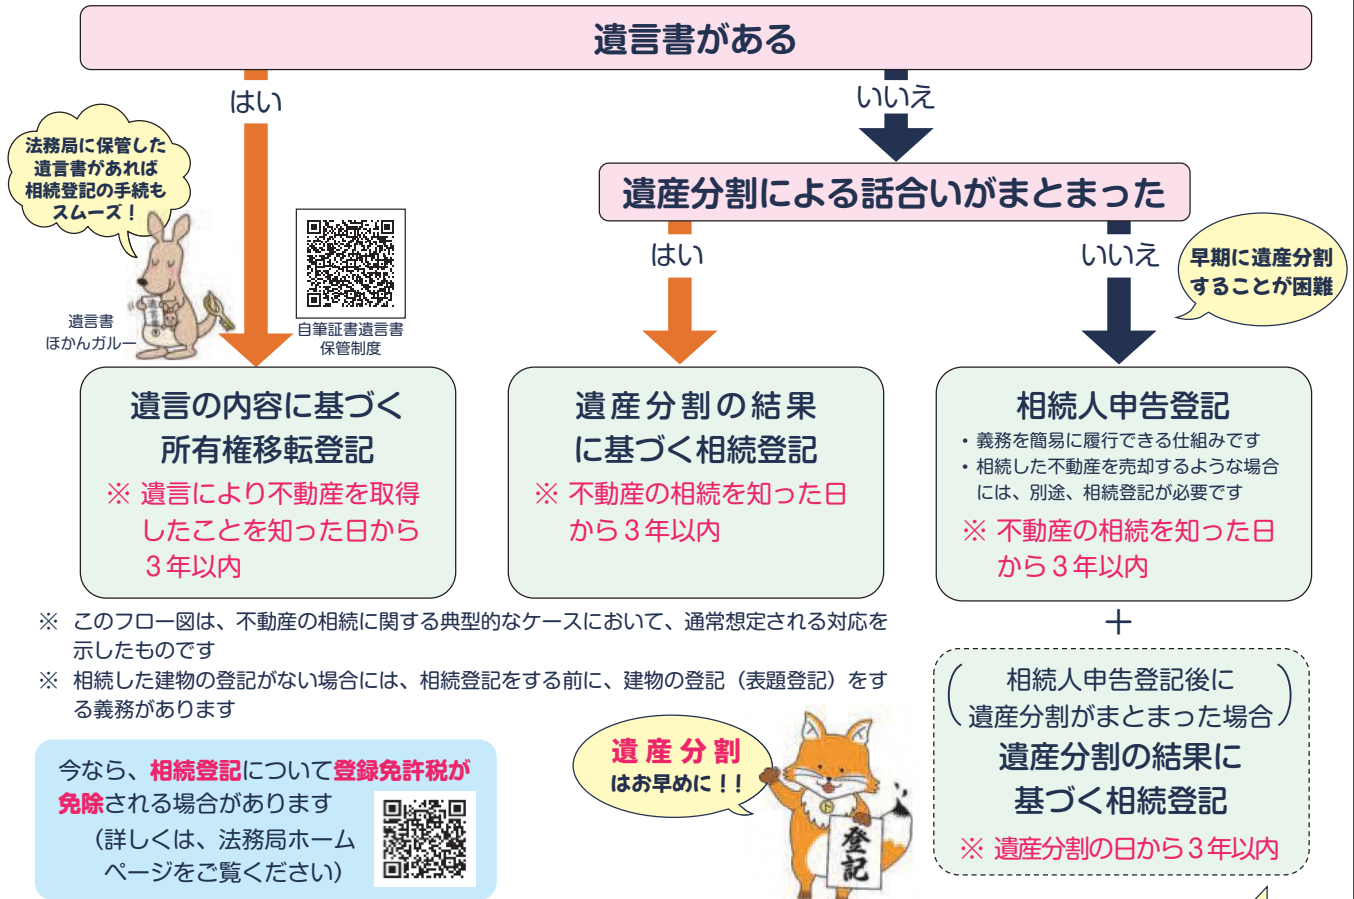 遺言書がある
はい
いいえ
法務局に保管した
遺言書があれば
相続登記の手続も
スムーズ！
遺言書
ほかんガルー
自筆証書遺言書
保管制度
遺産分割による話合いがまとまった
はい
いいえ
早期に遺産分割
することが困難
遺言の内容に基づく
所有権移転登記
※ 遺言により不動産を取得
したことを知った日から
３年以内
遺産分割の結果
に基づく相続登記
※ 不動産の相続を知った日
から３年以内
相続人申告登記
・義務を簡易に履行できる仕組みです
・相続した不動産を売却するような場合
には、別途、相続登記が必要です
※ 不動産の相続を知った日
から３年以内
＋
（相続人申告登記後に
遺産分割がまとまった場合）
遺産分割の結果に
基づく相続登記
※ 遺産分割の日から３年以内
※ このフロー図は、不動産の相続に関する典型的なケースにおいて、通常想定される対応を
示したものです
※ 相続した建物の登記がない場合には、相続登記をする前に、建物の登記（表題登記）をす
る義務があります
今なら、相続登記について登録免許税が
免除される場合があります
（詳しくは、法務局ホーム
ページをご覧ください）
遺産分割
はお早めに！！
ト
登記